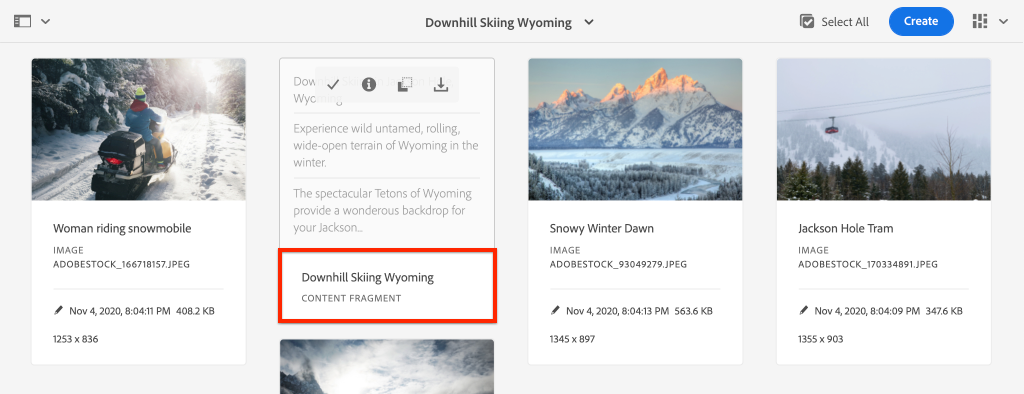 Downhill Skiing Wyoming
Select All
Create
Woman riding snowmobile
IMAGE
ADOBESTOCK_166718157.JPEG
Nov 4, 2020, 8:04:11 PM 408.2 KB
1253 x 836
Wyoming
Experience wild untamed, rolling,
wide-open terrain of Wyoming in the
winter.
The spectacular Tetons of Wyoming
provide a wonderous backdrop for
your Jackson...
Downhill Skiing Wyoming
CONTENT FRAGMENT
Snowy Winter Dawn
IMAGE
ADOBESTOCK_93049279.JPEG
Nov 4, 2020, 8:04:13 PM 563.6 KB
1345 x 897
Jackson Hole Tram
IMAGE
ADOBESTOCK_170334891.JPEG
Nov 4, 2020, 8:04:09 PM 347.6 KB
1355 x 903